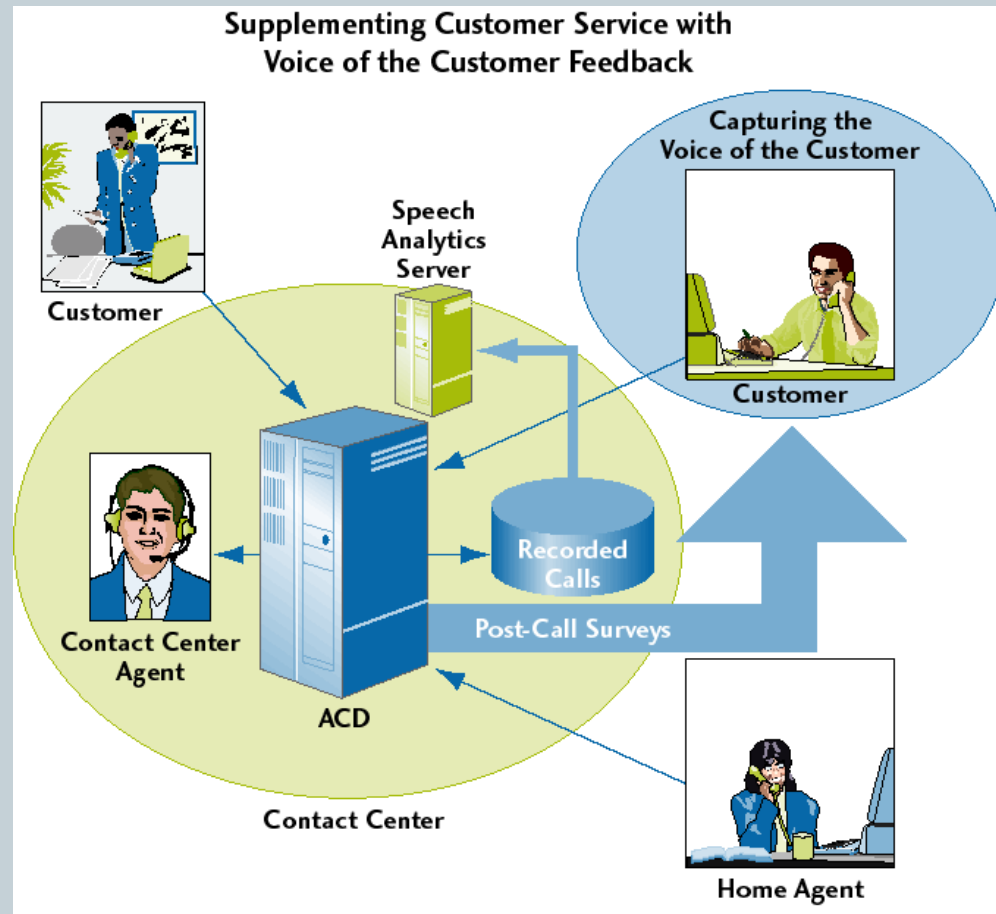 Supplementing Customer Service with
Voice of the Customer Feedback
Customer
Speech
Analytics
Server
Capturing the
Voice of the Customer
Customer
Contact Center
Agent
ACD
Recorded
Calls
Post-Call Surveys
Contact Center
Home Agent